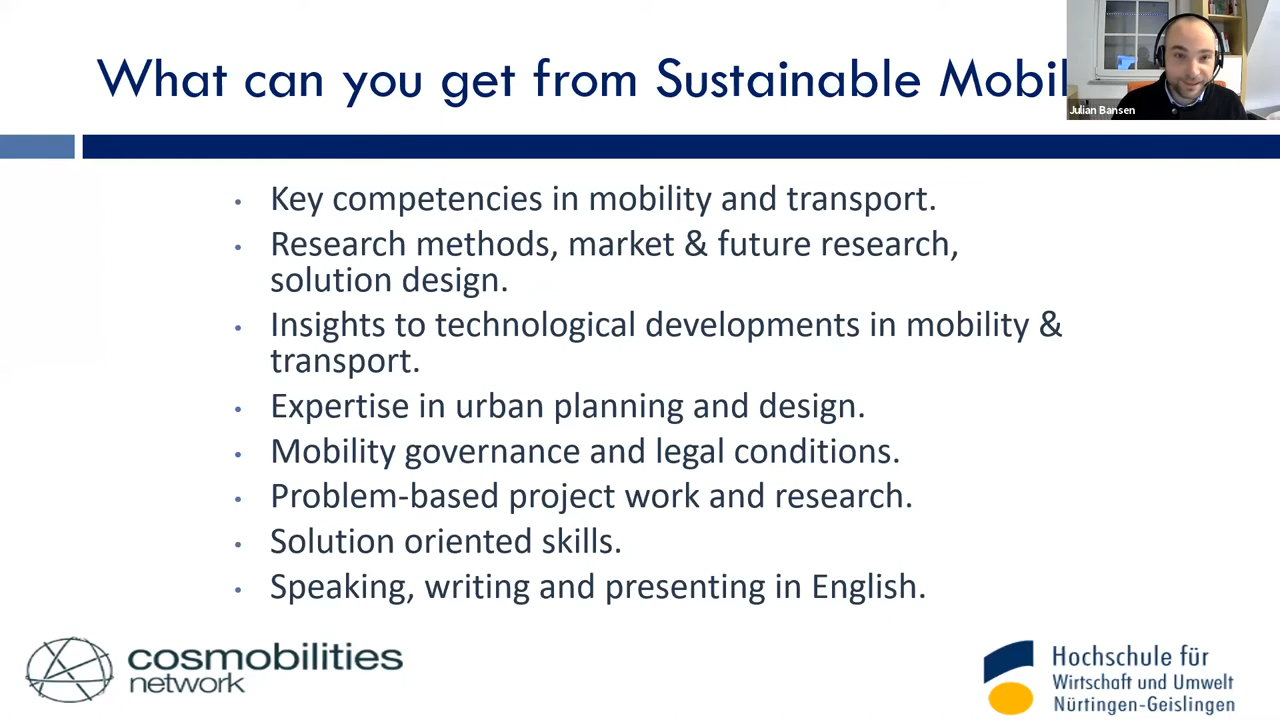 What can you get from Sustainable Mobil
Julian Bansen
• Key competencies in mobility and transport.
• Research methods, market & future research,
solution design.
• Insights to technological developments in mobility &
transport.
• Expertise in urban planning and design.
• Mobility governance and legal conditions.
• Problem-based project work and research.
• Solution oriented skills.
• Speaking, writing and presenting in English.
cosmobilities
network
Hochschule für
Wirtschaft und Umwelt
Nürtingen-Geislingen